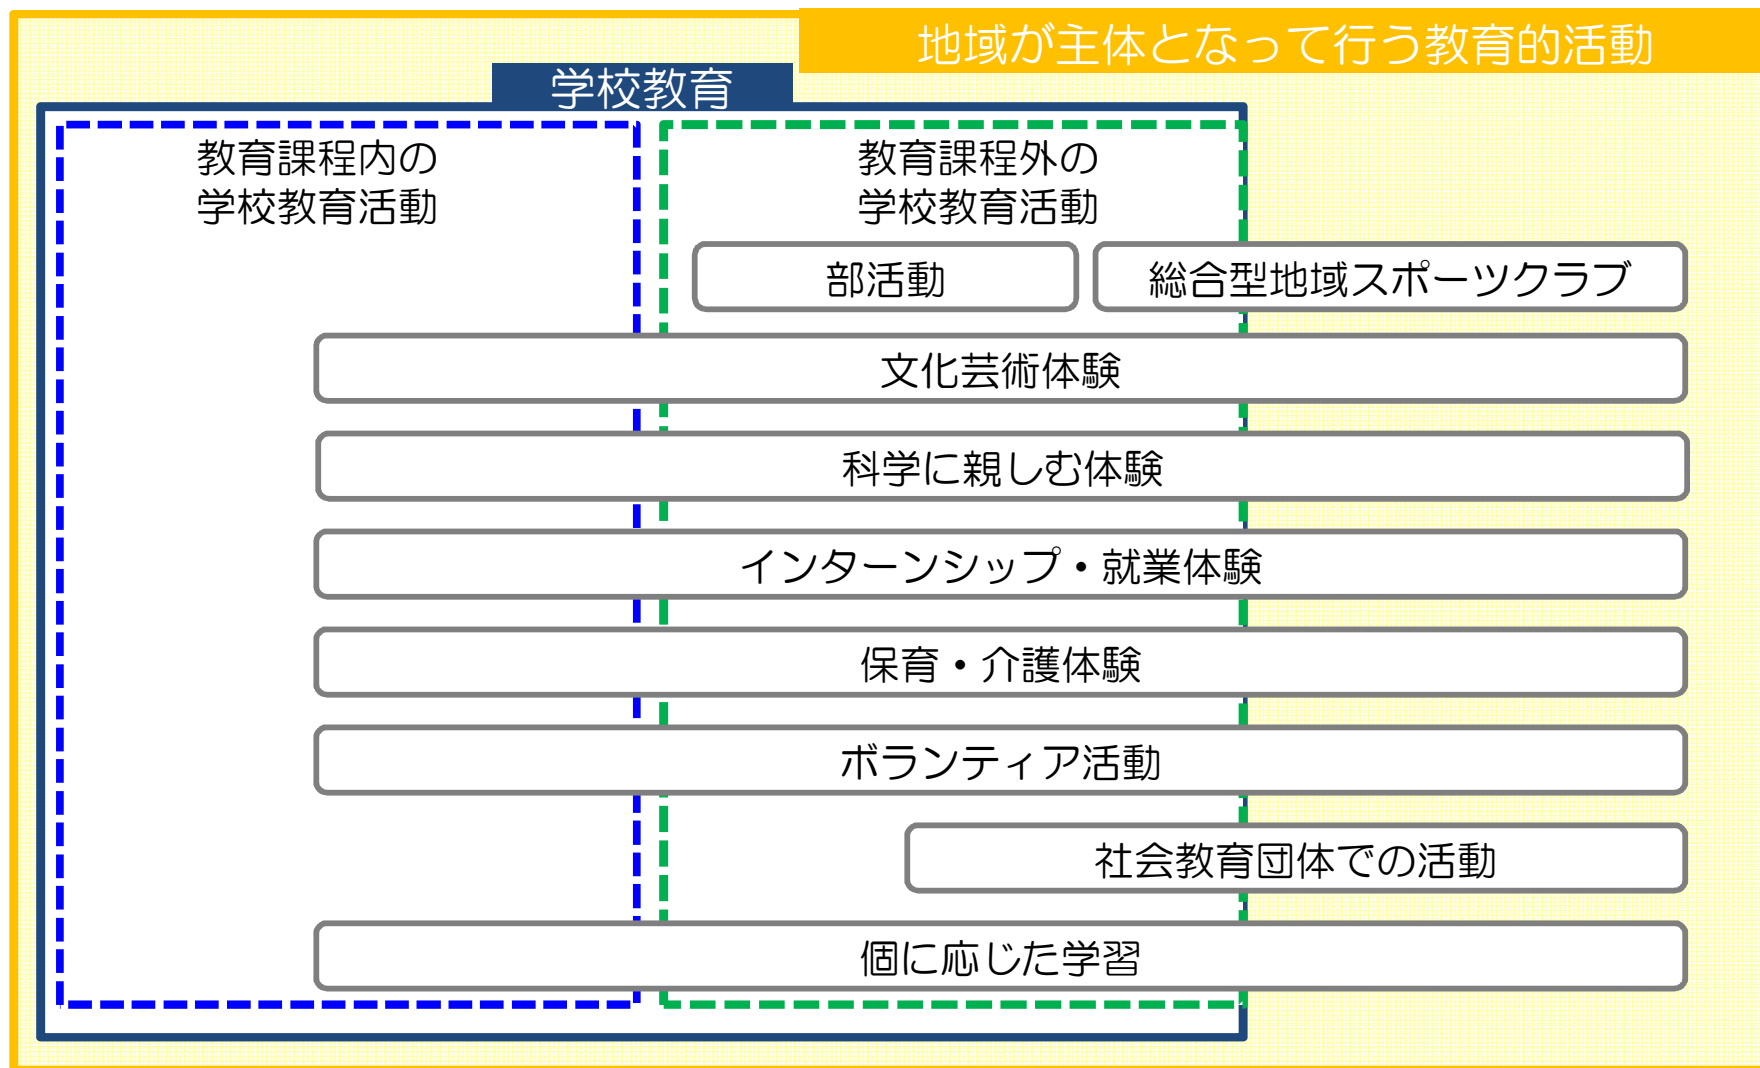 地域が主体となって行う教育的活動
学校教育
教育課程内の
学校教育活動
教育課程外の
学校教育活動
部活動
総合型地域スポーツクラブ
文化芸術体験
科学に親しむ体験
インターンシップ・就業体験
保育・介護体験
ボランティア活動
社会教育団体での活動
個に応じた学習